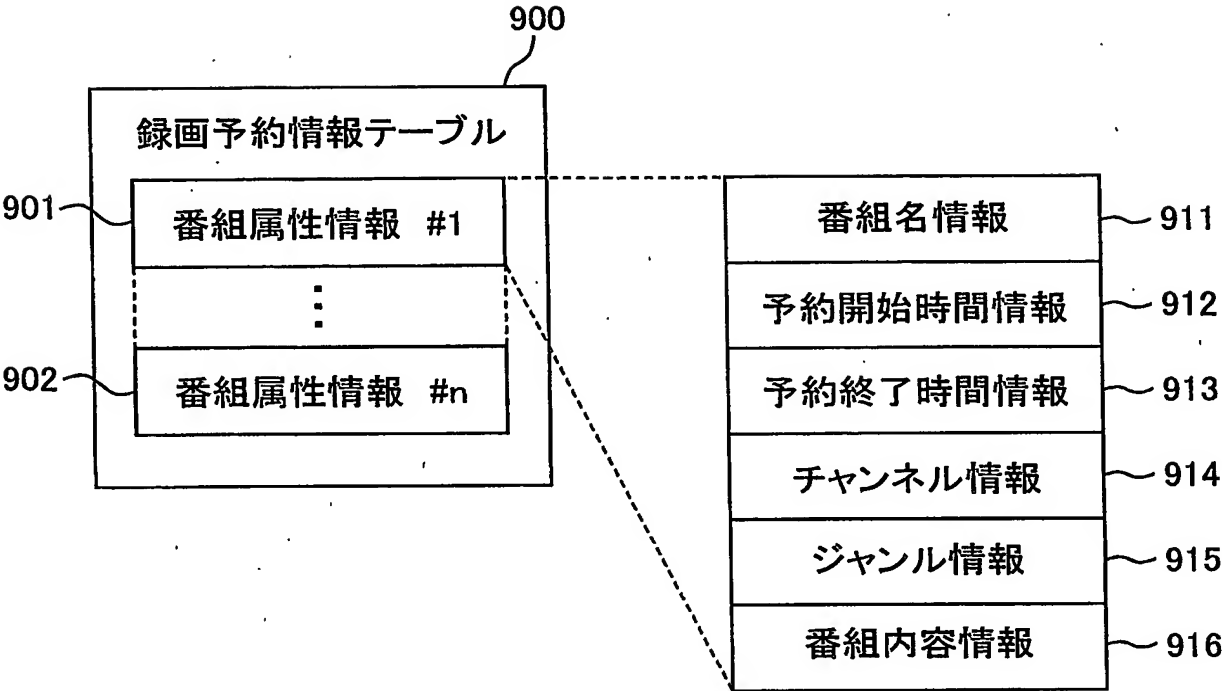 900
録画予約情報テーブル
901
番組属性情報 #1
902
番組属性情報 #n
番組名情報
911
予約開始時間情報
912
予約終了時間情報
913
チャンネル情報
914
ジャンル情報
915
番組内容情報
916